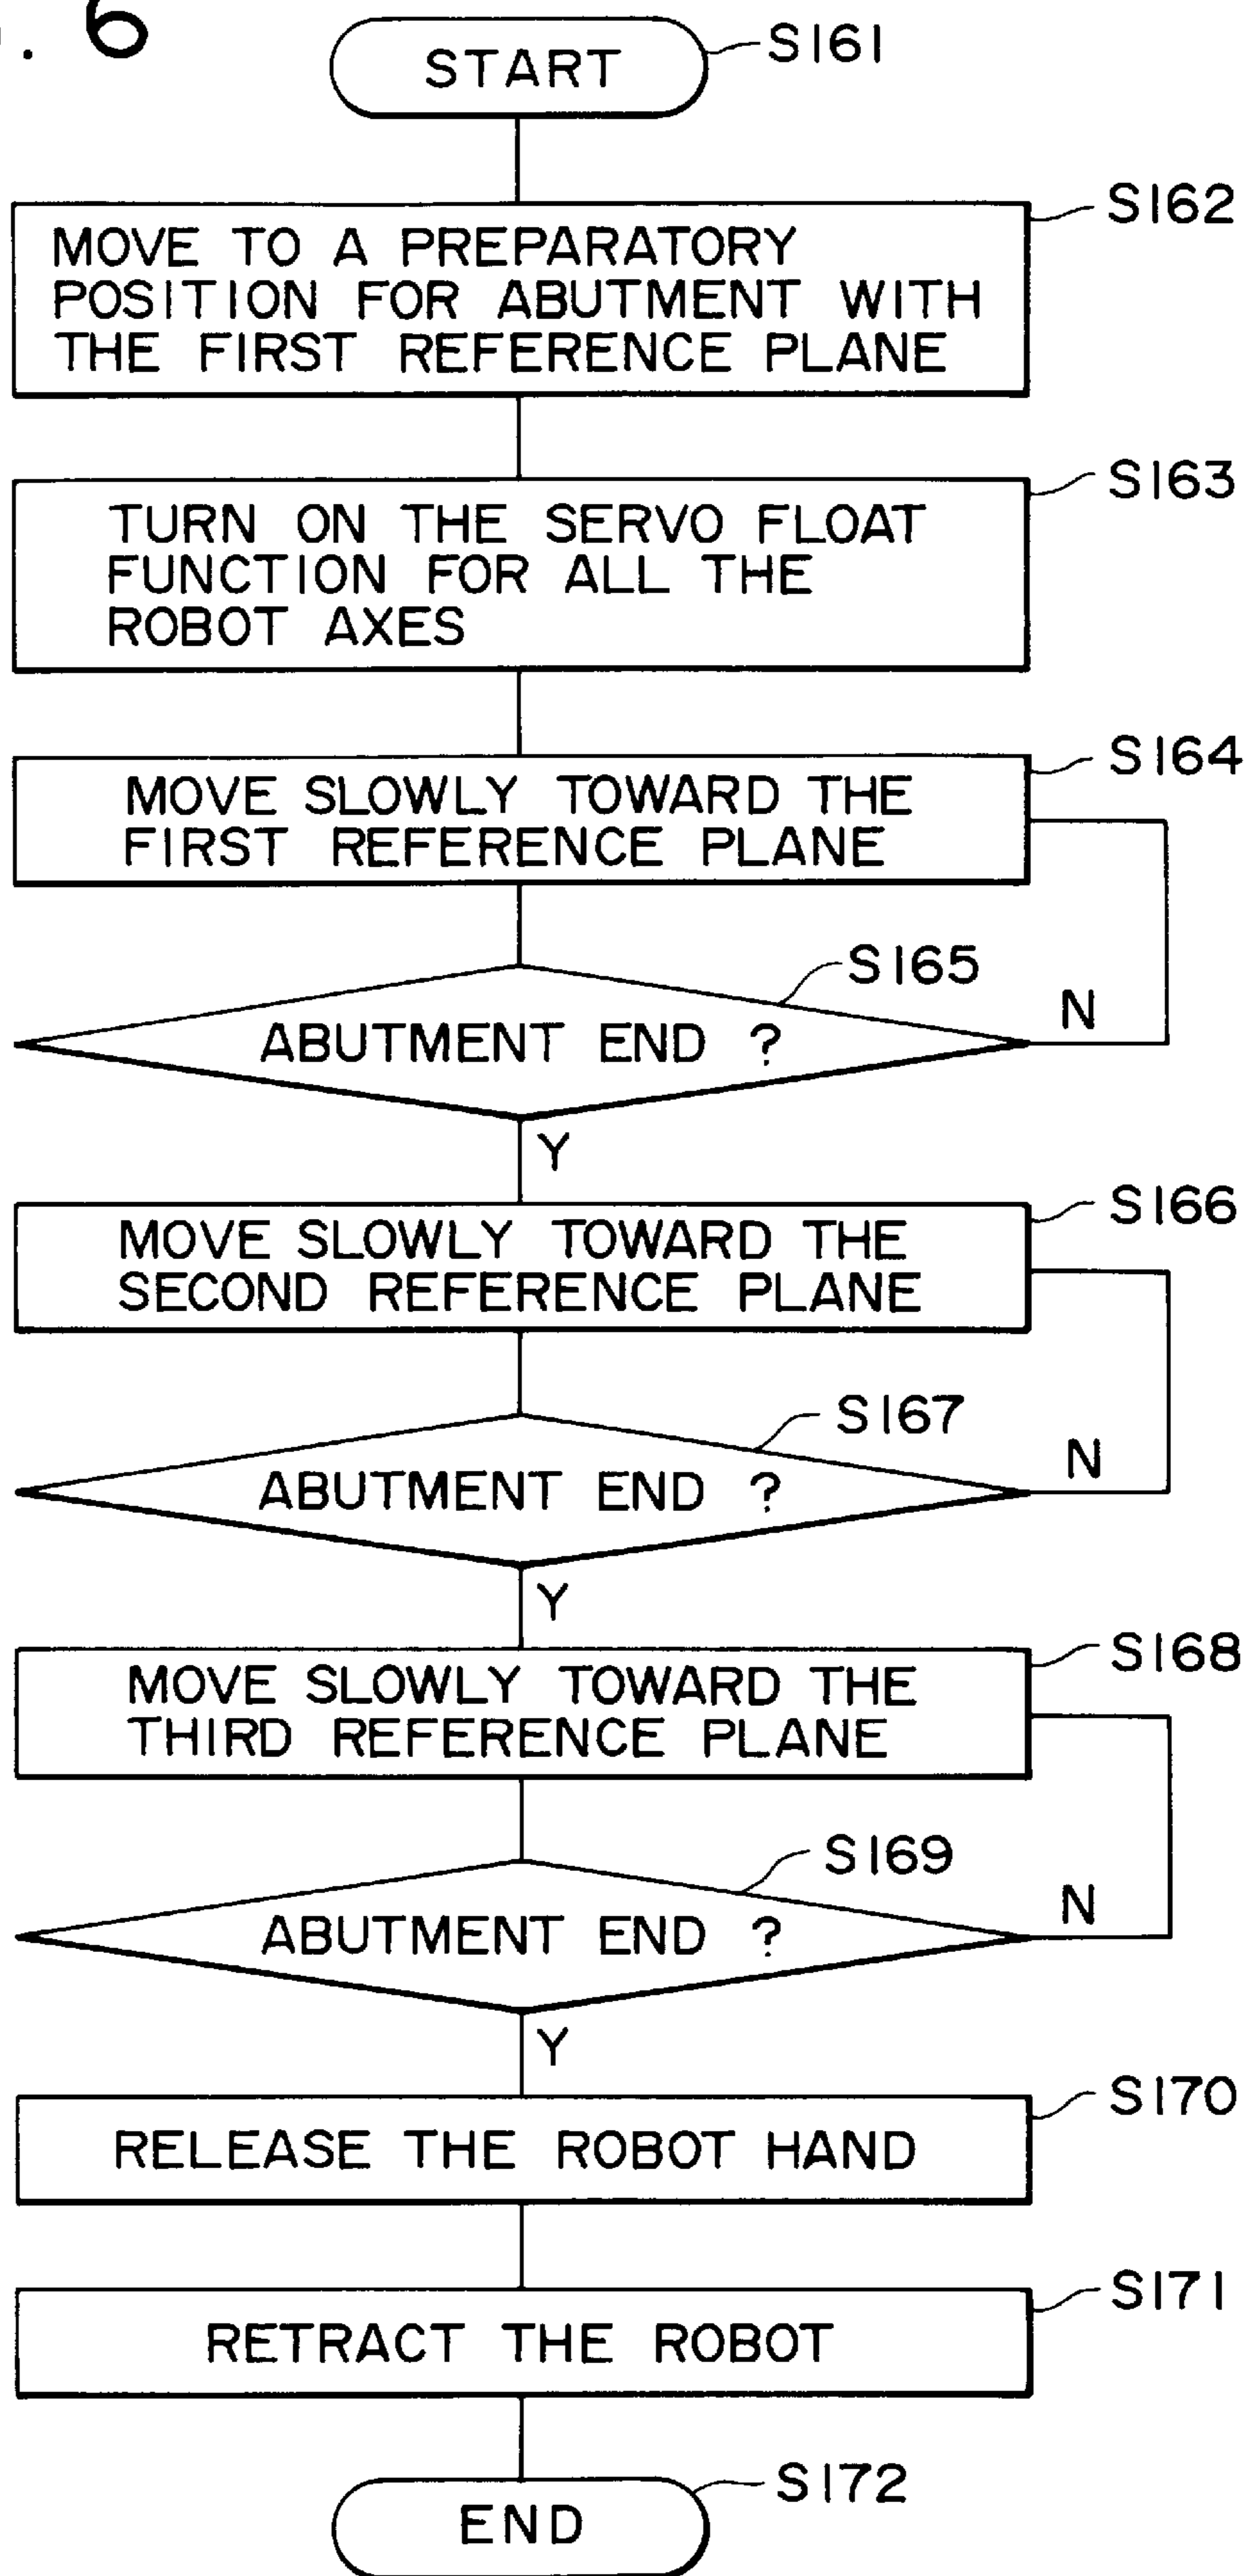 . 6
START
S161
S162
MOVE TO A PREPARATORY
POSITION FOR ABUTMENT WITH
THE FIRST REFERENCE PLANE
S163
TURN ON THE SERVO FLOAT
FUNCTION FOR ALL THE
ROBOT AXES
S164
MOVE SLOWLY TOWARD THE
FIRST REFERENCE PLANE
S165
ABUTMENT END ?
N
Y
S166
MOVE SLOWLY TOWARD THE
SECOND REFERENCE PLANE
S167
ABUTMENT END ?
N
Y
S168
MOVE SLOWLY TOWARD THE
THIRD REFERENCE PLANE
S169
ABUTMENT END ?
N
Y
S170
RELEASE THE ROBOT HAND
S171
RETRACT THE ROBOT
S172
END